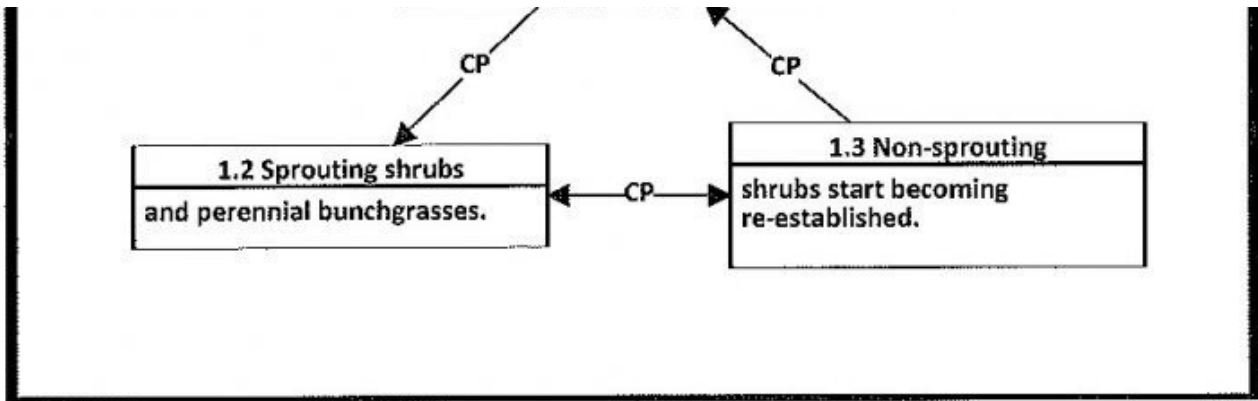 CP
CP
1.2 Sprouting shrubs
and perennial bunchgrasses.
CP
1.3 Non-sprouting
shrubs start becoming
re-established.